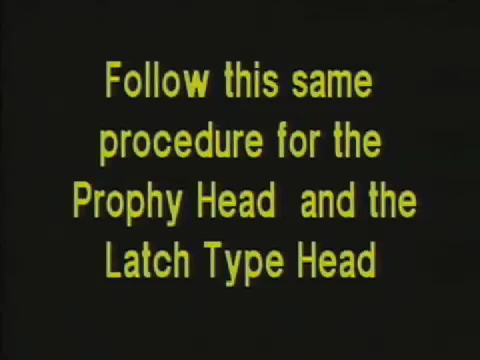 Follow this same
procedure for the
Prophy Head and the
Latch Type Head